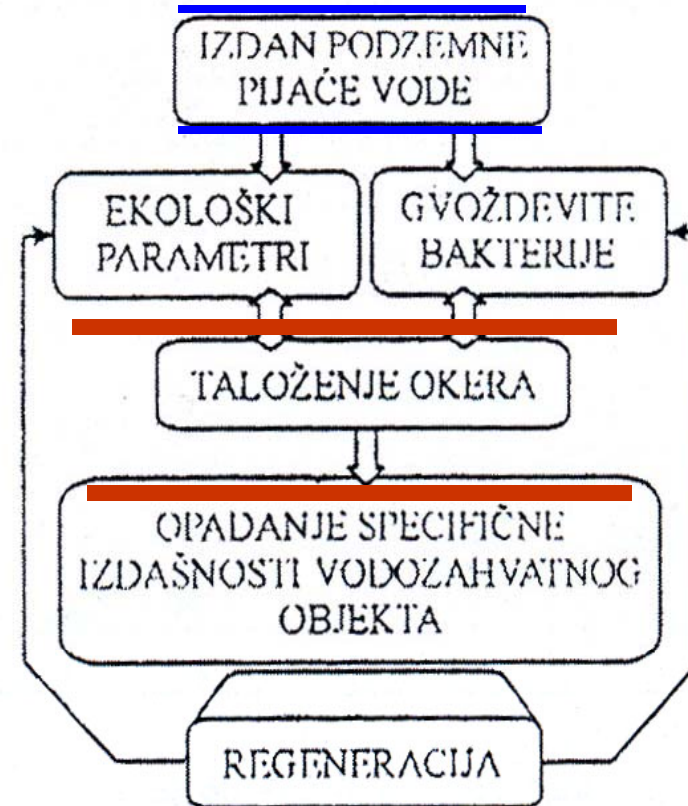 IZDAN PODZEMNE
PIJAĆE VODE
EKOLOŠKI
PARAMETRI
GVOŽĐEVITE
BAKTERIJE
TALOŽENJE OKERA
OPADANJE SPECIFIČNE
IZDAŠNOSTI VODOZAHVATNOG
OBJEKTA
REGENERACIJA